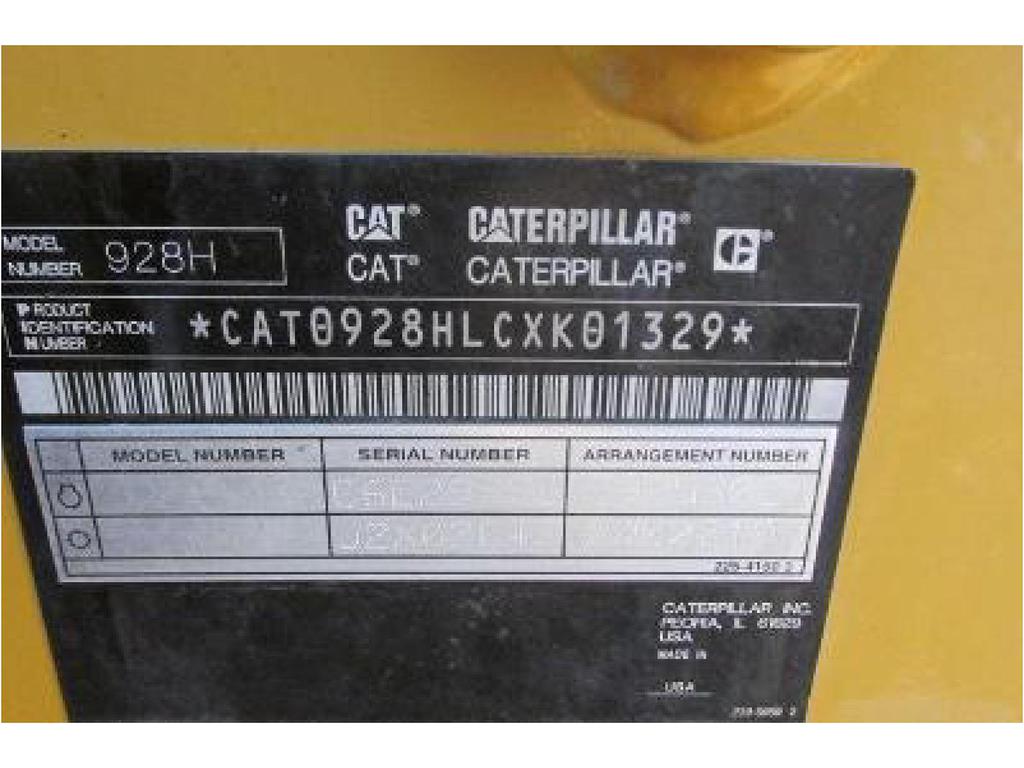 CAT® CATERPILLAR®
MODEL NUMBER 928H
CAT® CATERPILLAR®
PRODUCT
IDENTIFICATION
NUMBER
*CAT0928HLCXK01329*
MODEL NUMBER SERIAL NUMBER ARRANGEMENT NUMBER
CATERPILLAR INC.
PEORIA, IL 61629
USA
MADE IN
USA